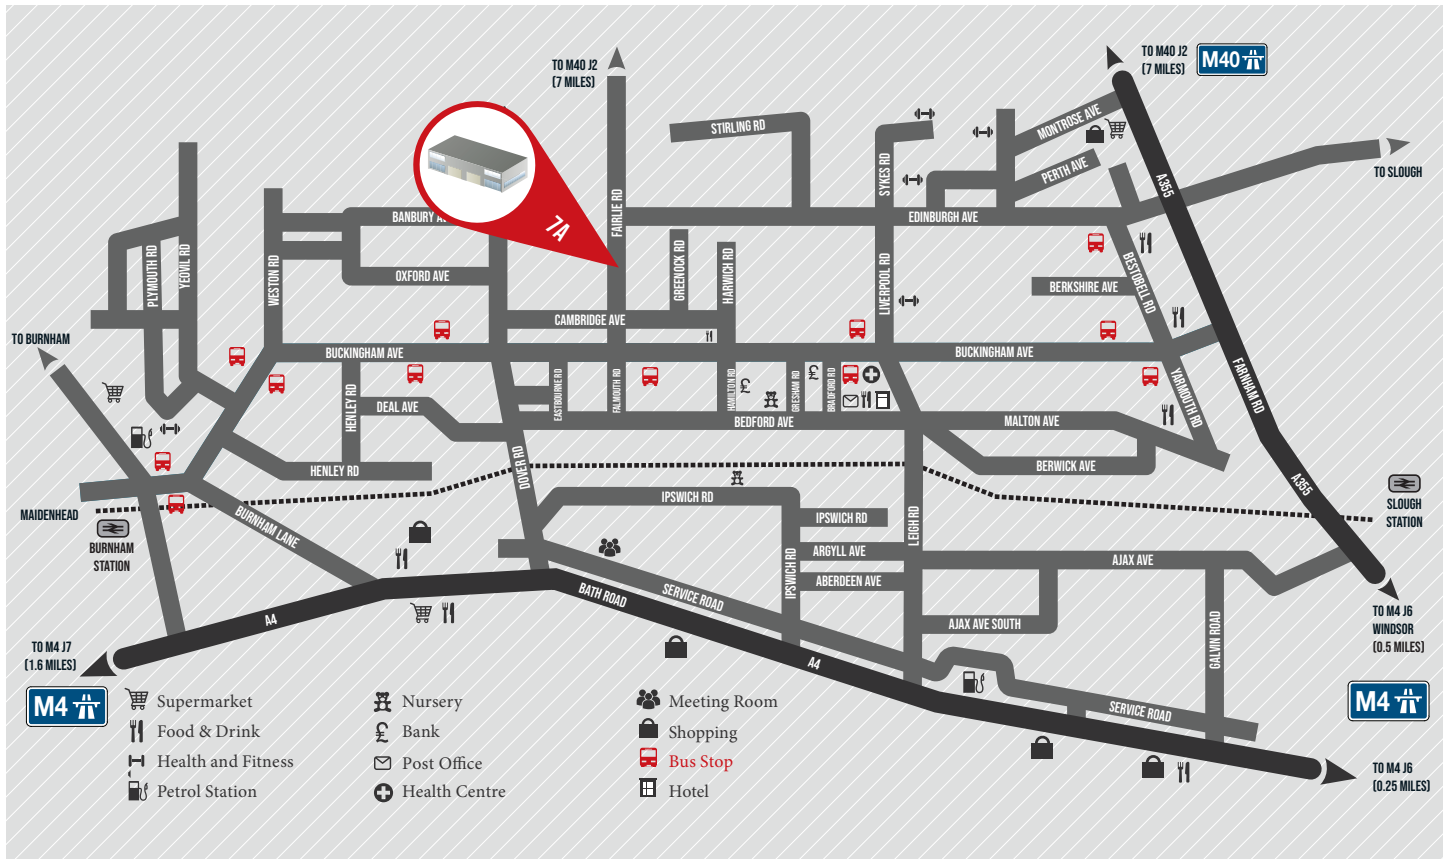 TO M40 J2
(7 MILES)
TO M40 J2
(7 MILES)
M40
MONTROSE AVE
STIRLING RD
SYKES RD
PERTH AVE
A355
TO SLOUGH
FAIRLIE RD
BANBURY A
7A
EDINBURGH AVE
PLYMOUTH RD
YEOVIL RD
WESTON RD
OXFORD AVE
GREENOCK RD
HARWICH RD
LIVERPOOL RD
BESTOBELL RD
BERKSHIRE AVE
CAMBRIDGE AVE
TO BURNHAM
BUCKINGHAM AVE
BUCKINGHAM AVE
FARNHAM RD
HENLEY RD
DEAL AVE
EASTBOURNE RD
FALMOUTH RD
HAMILTON RD
GRESHAM RD
BRADFORD RD
YARMOUTH RD
BEDFORD AVE
MALTON AVE
HENLEY RD
DOVER RD
BERWICK AVE
A355
MAIDENHEAD
BURNHAM
STATION
BURNHAM LANE
IPSWICH RD
IPSWICH RD
LEIGH RD
SLOUGH
STATION
ARGYLL AVE
AJAX AVE
IPSWICH RD
ABERDEEN AVE
BATH ROAD
SERVICE ROAD
A4
AJAX AVE SOUTH
GALVIN ROAD
TO M4 J6
WINDSOR
(0.5 MILES)
TO M4 J7
(1.6 MILES)
A4
M4
M4
SERVICE ROAD
TO M4 J6
(0.25 MILES)
Supermarket
Food & Drink
Health and Fitness
Petrol Station
Nursery
£ Bank
Post Office
Health Centre
Meeting Room
Shopping
Bus Stop
Hotel